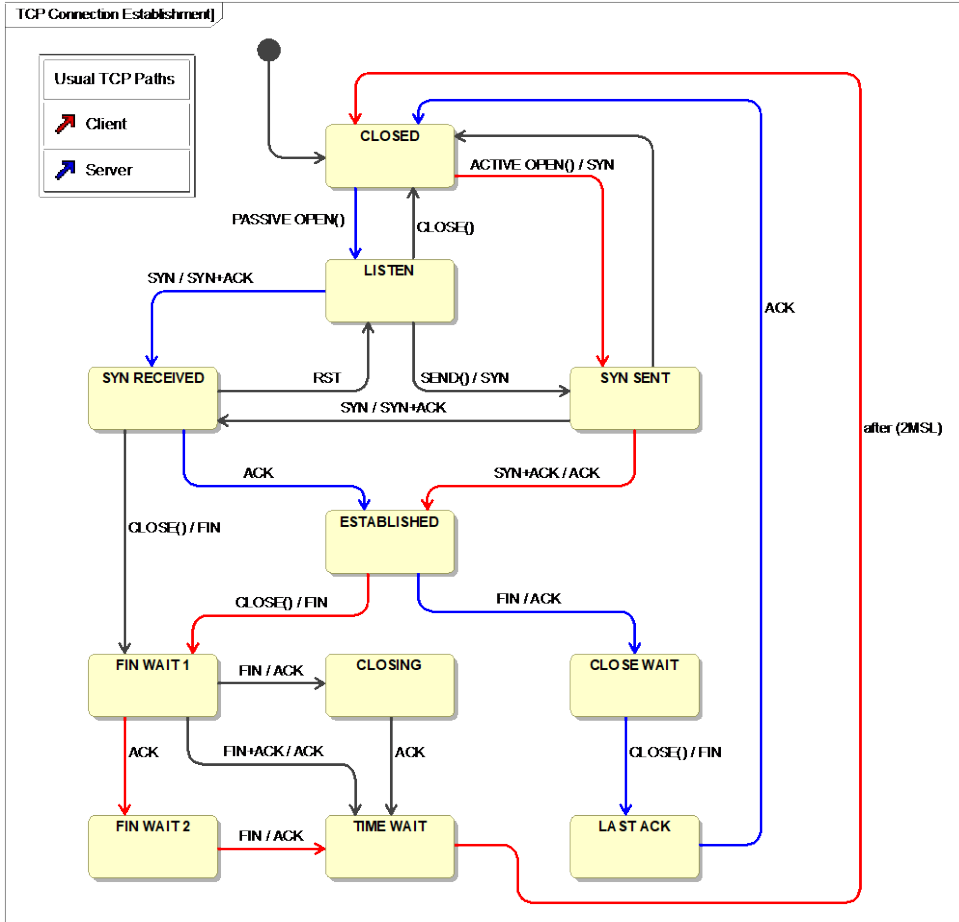 TCP Connection Establishment]
Usual TCP Paths
Client
Server
CLOSED
ACTIVE OPEN() / SYN
PASSIVE OPEN()
CLOSE()
LISTEN
SYN / SYN+ACK
ACK
SYN RECEIVED
RST
SEND() / SYN
SYN SENT
SYN / SYN+ACK
after (2MSL)
ACK
SYN+ACK / ACK
ESTABLISHED
CLOSE() / FIN
CLOSE() / FIN
FIN / ACK
FIN WAIT 1
FIN / ACK
CLOSING
CLOSE WAIT
ACK
FIN+ACK / ACK
ACK
CLOSE() / FIN
FIN WAIT 2
FIN / ACK
TIME WAIT
LAST ACK